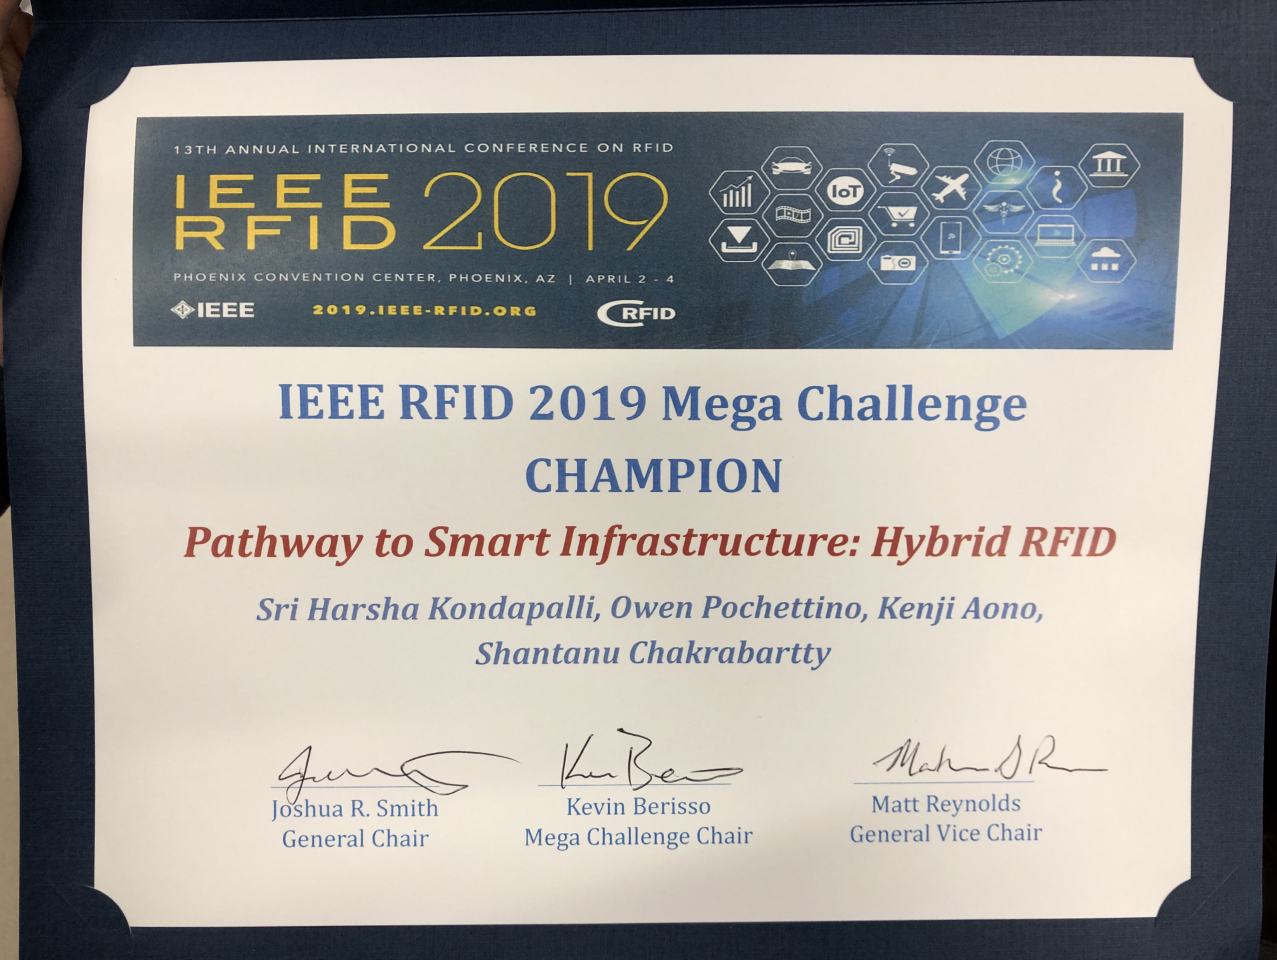 13TH ANNUAL INTERNATIONAL CONFERENCE ON RFID
IEEE
RFID 2019
PHOENIX CONVENTION CENTER, PHOENIX, AZ | APRIL 2 - 4
IEEE 2019.IEEE-RFID.ORG CRFID
IoT
IEEE RFID 2019 Mega Challenge
CHAMPION
Pathway to Smart Infrastructure: Hybrid RFID
Sri Harsha Kondapalli, Owen Pochettino, Kenji Aono,
Shantanu Chakrabartty
Joshua R. Smith
General Chair
Kevin Berisso
Mega Challenge Chair
Matt Reynolds
General Vice Chair